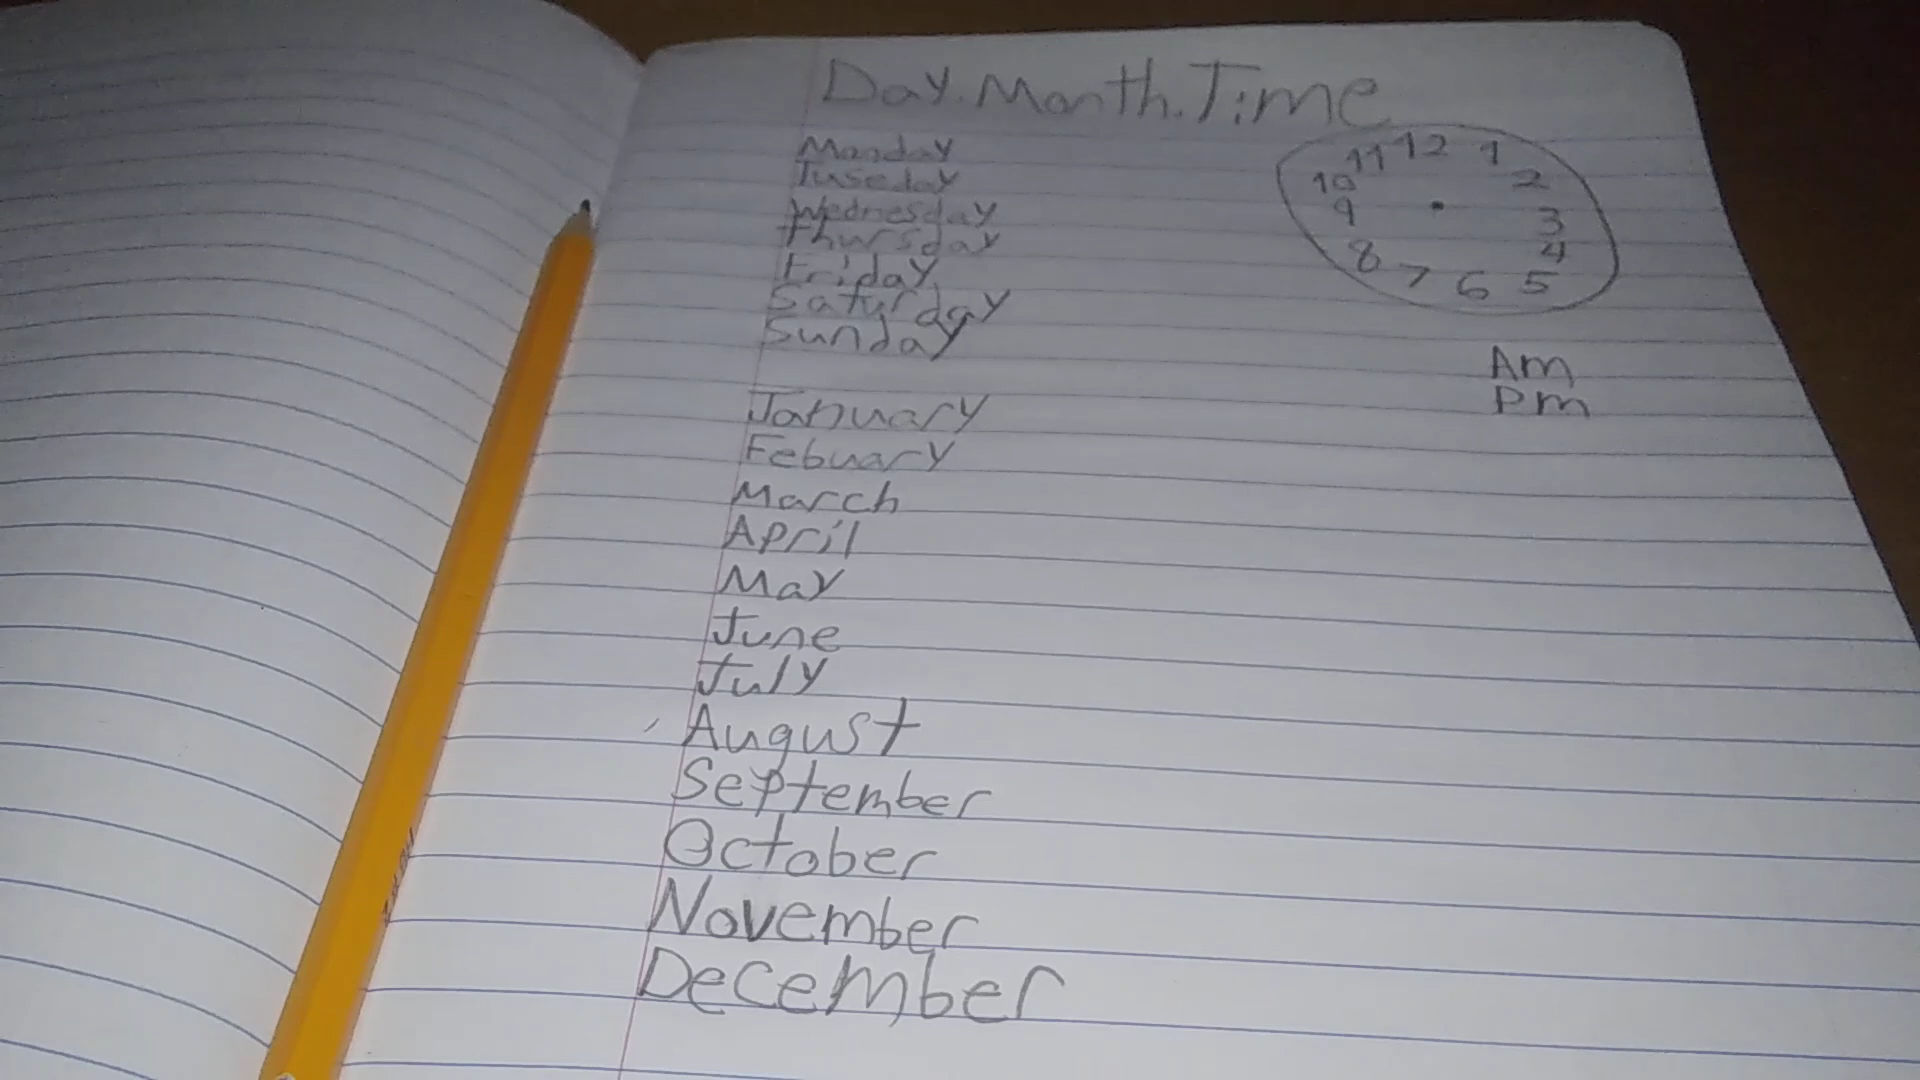 Day.Month.Time
Monday
Tuseday
Wednesday
Thursday
Friday
Saturday
Sunday
12
11
1
10
2
9
3
8
4
7
6
5
Am
Pm
January
Febuary
March
April
May
June
July
August
September
October
November
December